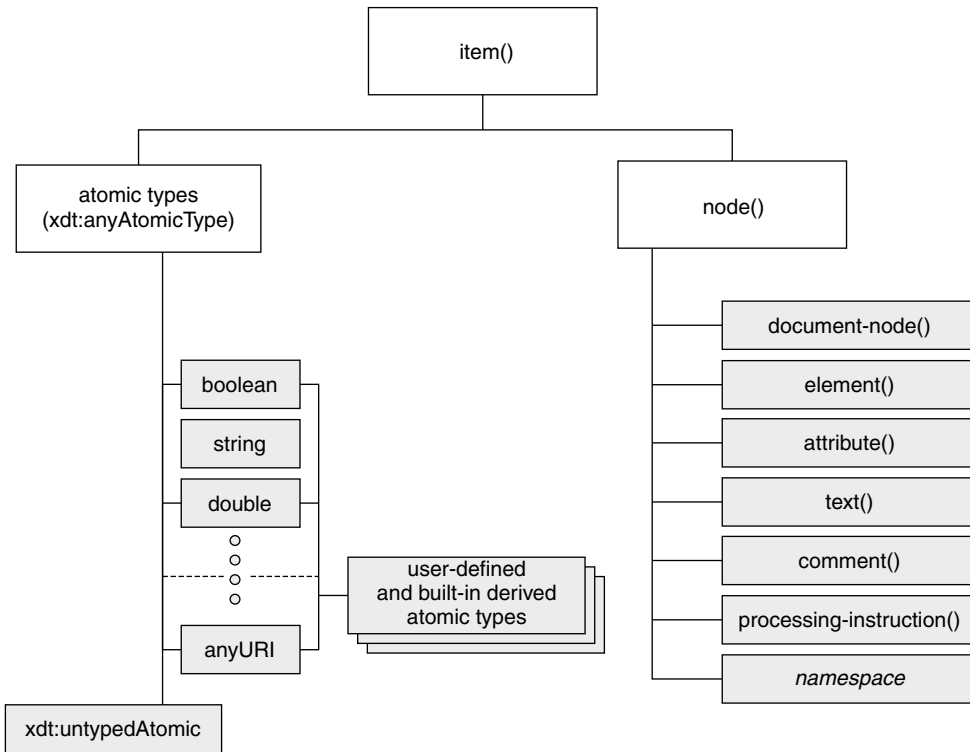 item()
atomic types
(xdt:anyAtomicType)
node()
boolean
string
double
anyURI
xdt:untypedAtomic
user-defined
and built-in derived
atomic types
document-node()
element()
attribute()
text()
comment()
processing-instruction()
namespace